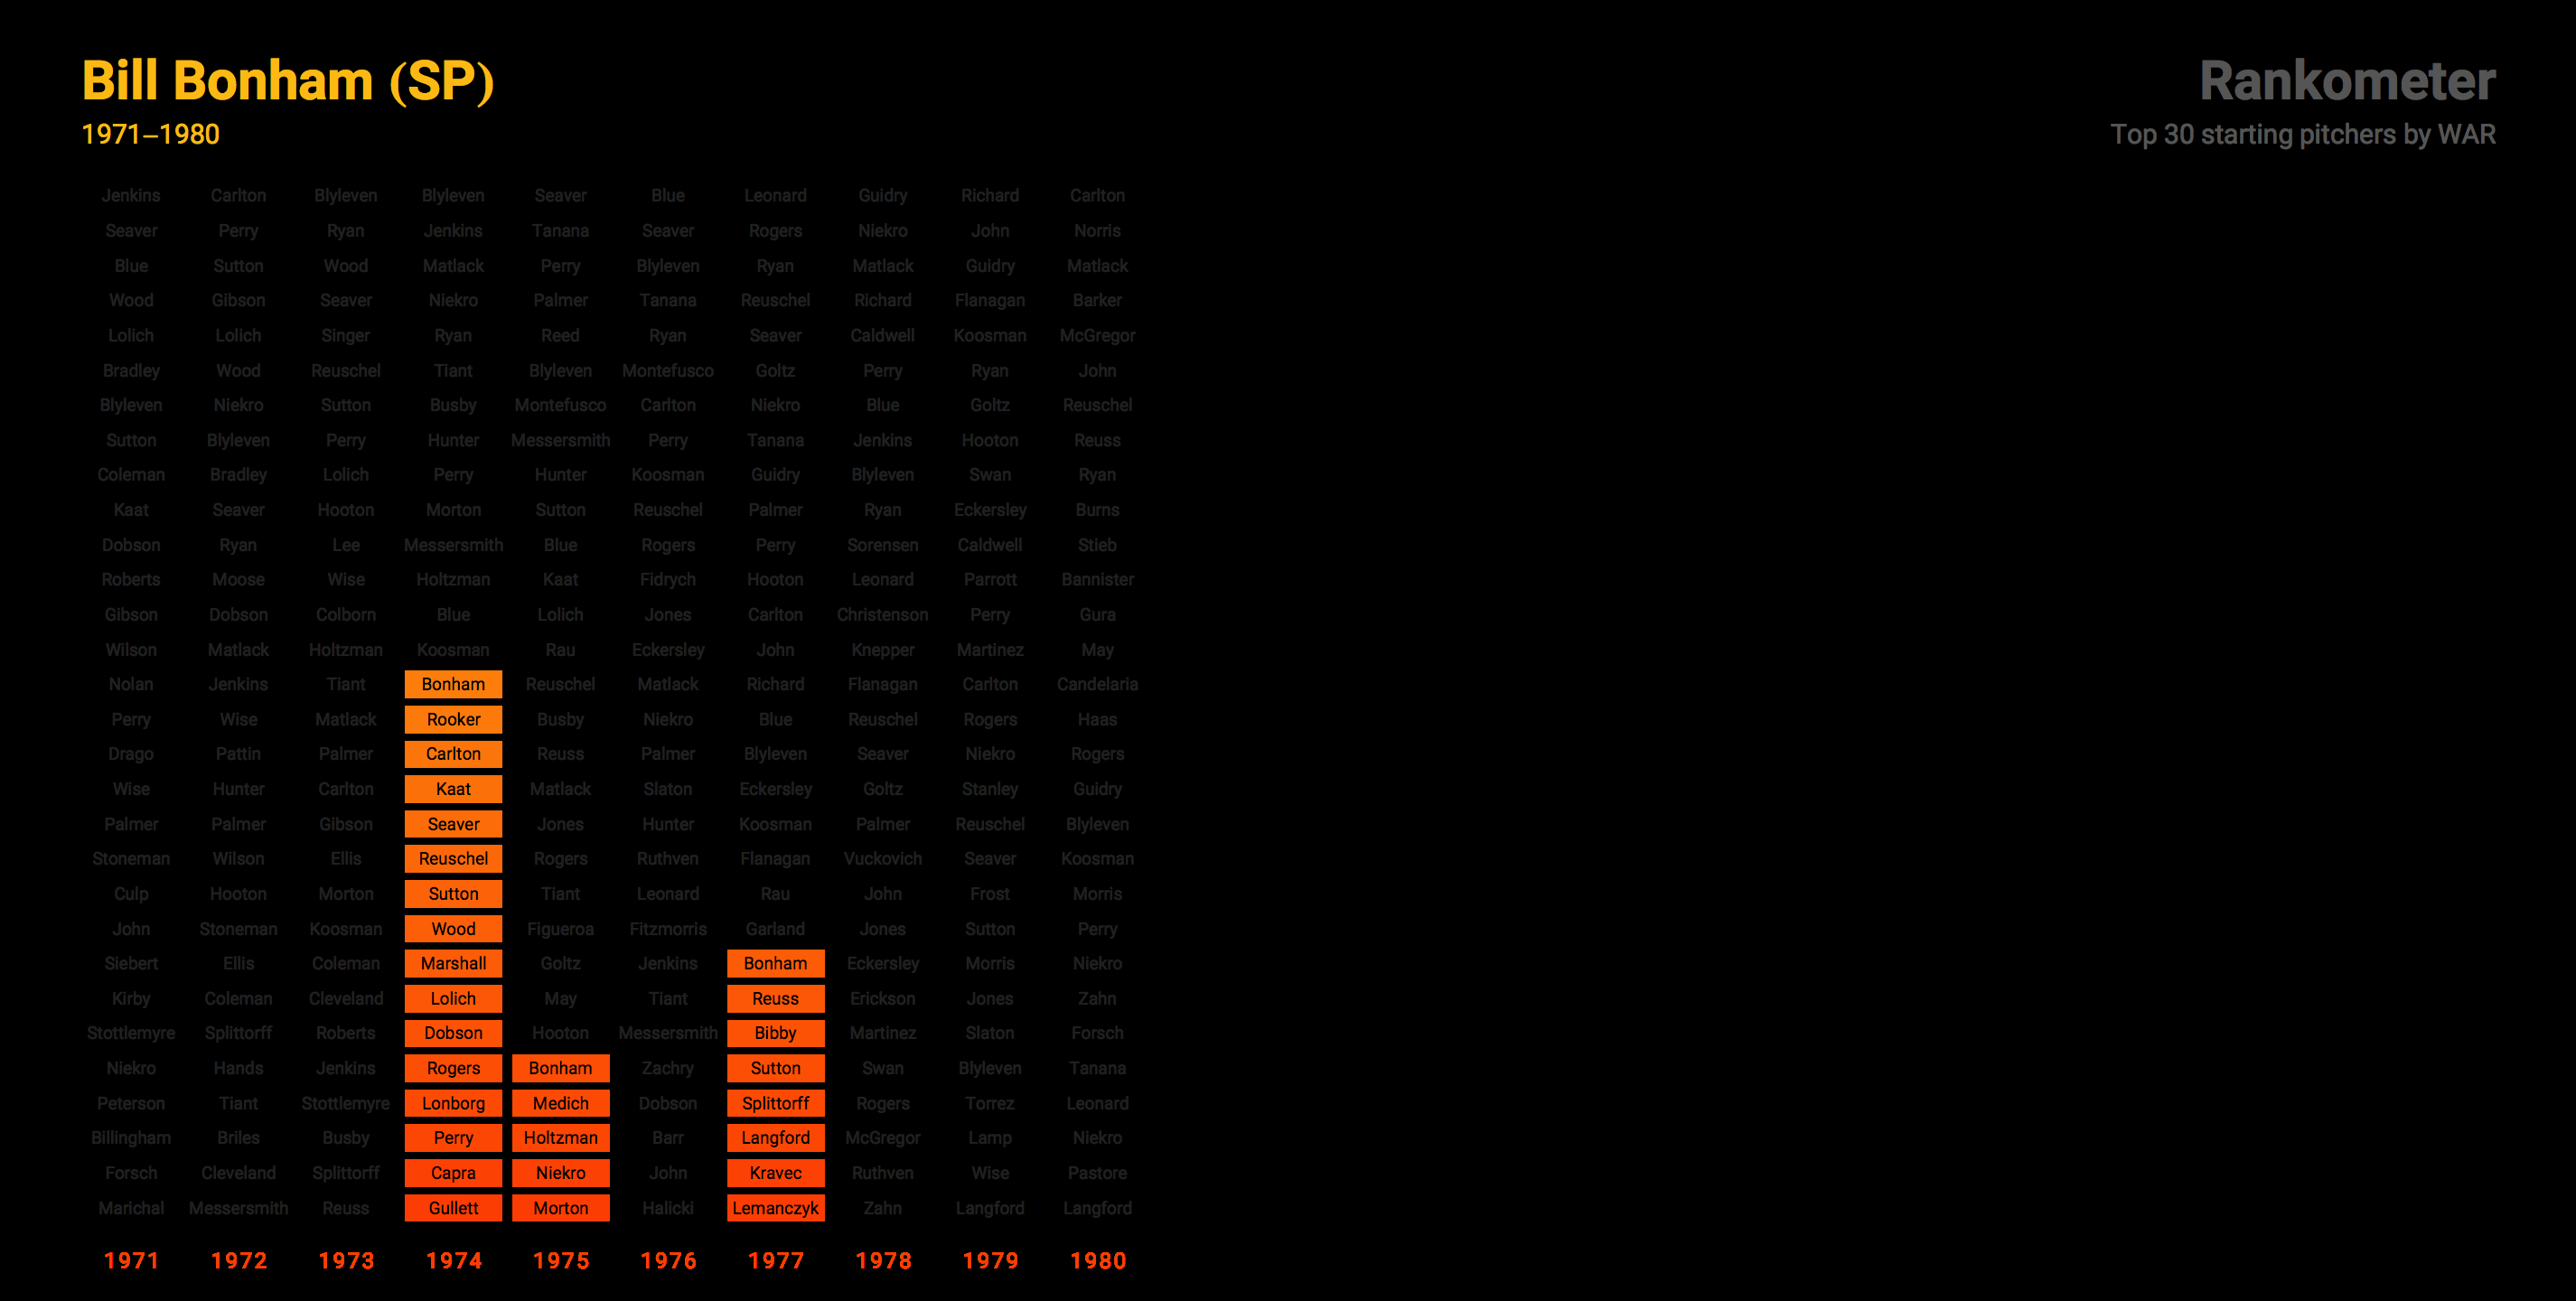 Bill Bonham (SP)
1971–1980
Rankometer
Top 30 starting pitchers by WAR
Jenkins Carlton Blyleven Blyleven Seaver Blue Leonard Guidry Richard Carlton
Seaver Perry Ryan Jenkins Tanana Seaver Rogers Niekro John Norris
Blue Sutton Wood Matlack Perry Blyleven Ryan Matlack Guidry Matlack
Wood Gibson Seaver Niekro Palmer Tanana Reuschel Richard Flanagan Barker
Lolich Lolich Singer Ryan Reed Ryan Seaver Caldwell Koosman McGregor
Bradley Wood Reuschel Tiant Blyleven Montefusco Goltz Perry Ryan John
Blyleven Niekro Sutton Busby Montefusco Carlton Niekro Blue Goltz Reuschel
Sutton Blyleven Perry Hunter Messersmith Perry Tanana Jenkins Hooton Reuss
Coleman Bradley Lolich Perry Hunter Koosman Guidry Blyleven Swan Ryan
Kaat Seaver Hooton Morton Sutton Reuschel Palmer Ryan Eckersley Burns
Dobson Ryan Lee Messersmith Blue Rogers Perry Sorensen Caldwell Stieb
Roberts Moose Wise Holtzman Kaat Fidrych Hooton Leonard Parrott Bannister
Gibson Dobson Colborn Blue Lolich Jones Carlton Christenson Perry Gura
Wilson Matlack Holtzman Koosman Rau Eckersley John Knepper Martinez May
Nolan Jenkins Tiant Bonham Reuschel Matlack Richard Flanagan Carlton Candelaria
Perry Wise Matlack Rooker Busby Niekro Blue Reuschel Rogers Haas
Drago Pattin Palmer Carlton Reuss Palmer Blyleven Seaver Niekro Rogers
Wise Hunter Carlton Kaat Matlack Slaton Eckersley Goltz Stanley Guidry
Palmer Palmer Gibson Seaver Jones Hunter Koosman Palmer Reuschel Blyleven
Stoneman Wilson Ellis Reuschel Rogers Ruthven Flanagan Vuckovich Seaver Koosman
Culp Hooton Morton Sutton Tiant Leonard Rau John Frost Morris
John Stoneman Koosman Wood Figueroa Fitzmorris Garland Jones Sutton Perry
Siebert Ellis Coleman Marshall Goltz Jenkins Bonham Eckersley Morris Niekro
Kirby Coleman Cleveland Lolich May Tiant Reuss Erickson Jones Zahn
Stottlemyre Splittorff Roberts Dobson Hooton Messersmith Bibby Martinez Slaton Forsch
Niekro Hands Jenkins Rogers Bonham Zachry Sutton Swan Blyleven Tanana
Peterson Tiant Stottlemyre Lonborg Medich Dobson Splittorff Rogers Torrez Leonard
Billingham Briles Busby Perry Holtzman Barr Langford McGregor Lamp Niekro
Forsch Cleveland Splittorff Capra Niekro John Kravec Ruthven Wise Pastore
Marichal Messersmith Reuss Gullett Morton Halicki Lemanczyk Zahn Langford Langford
1971 1972 1973 1974 1975 1976 1977 1978 1979 1980